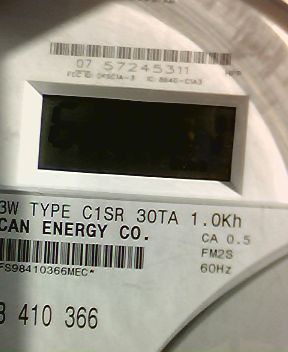 07 57245311
3W TYPE C1SR 30TA 1.0Kh
CAN ENERGY CO.
CA 0.5
FM2S
60Hz
FS98410366MEC*
8 410 366